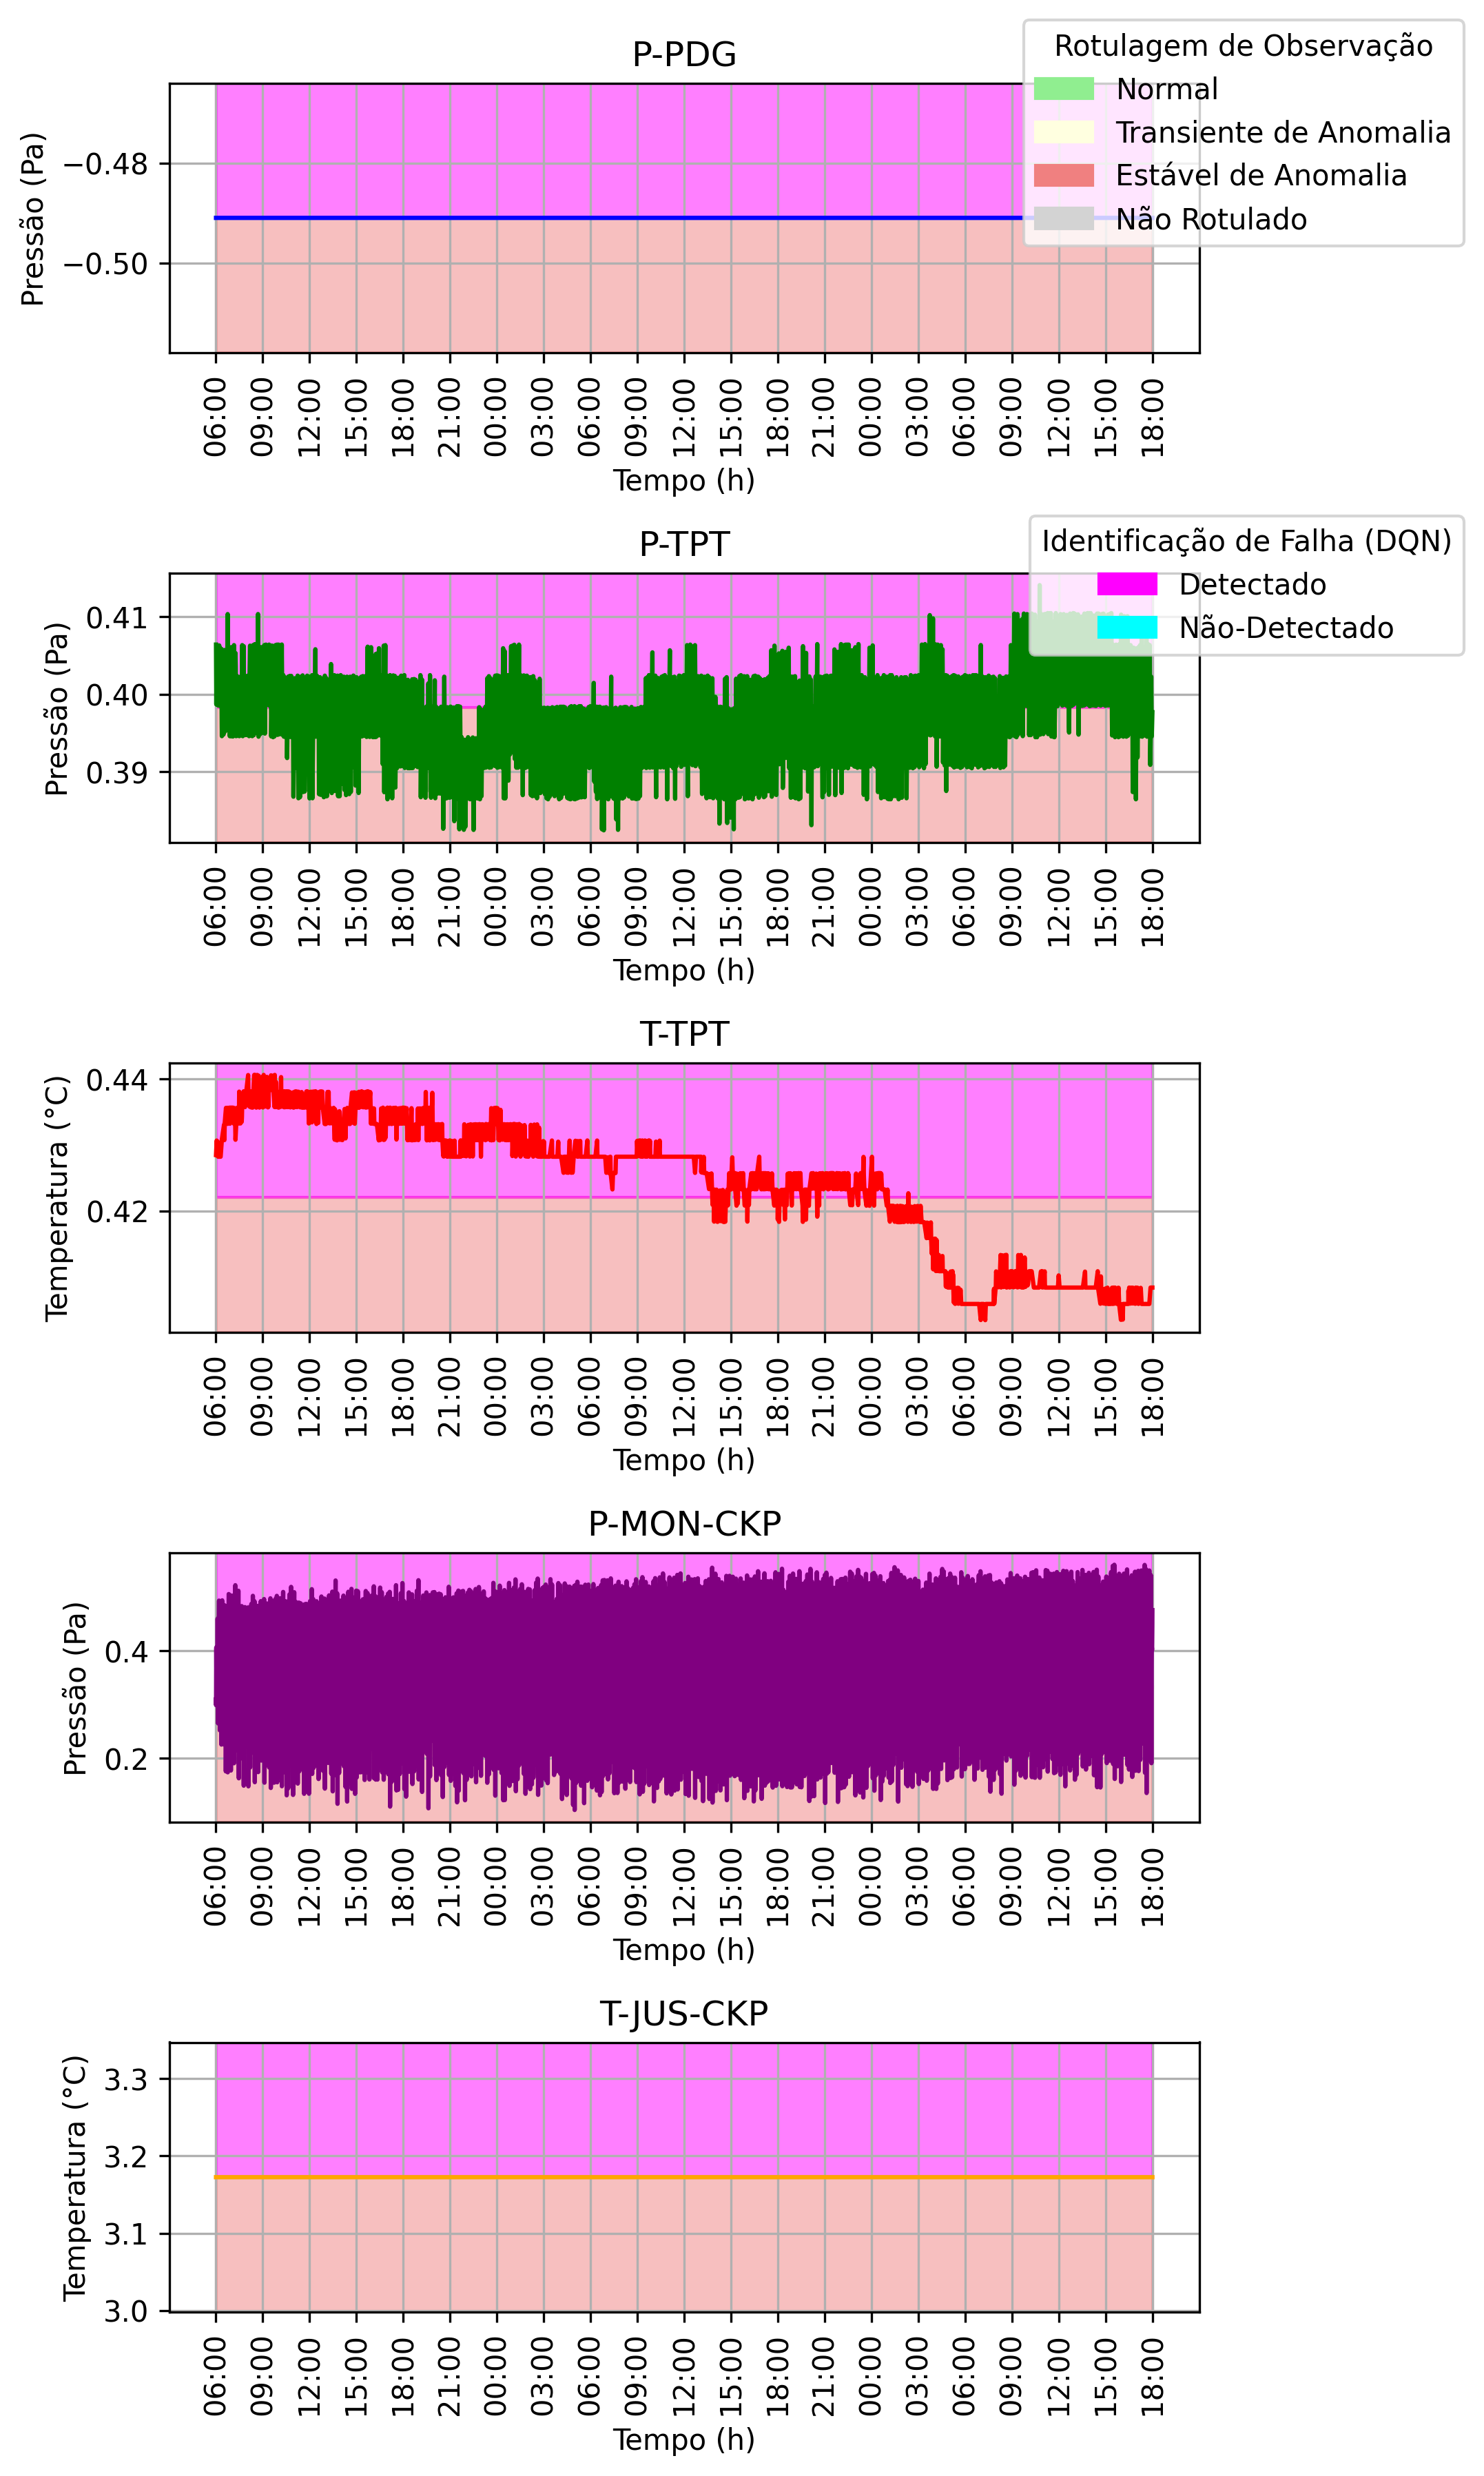 P-PDG
Rotulagem de Observação
Normal
Transiente de Anomalia
Estável de Anomalia
Não Rotulado
Pressão (Pa)
−0.48
−0.50
06:00 09:00 12:00 15:00 18:00 21:00 00:00 03:00 06:00 09:00 12:00 15:00 18:00 21:00 00:00 03:00 06:00 09:00 12:00 15:00 18:00
Tempo (h)
P-TPT
Identificação de Falha (DQN)
Detectado
Não-Detectado
Pressão (Pa)
0.41
0.40
0.39
06:00 09:00 12:00 15:00 18:00 21:00 00:00 03:00 06:00 09:00 12:00 15:00 18:00 21:00 00:00 03:00 06:00 09:00 12:00 15:00 18:00
Tempo (h)
T-TPT
Temperatura (°C)
0.44
0.42
06:00 09:00 12:00 15:00 18:00 21:00 00:00 03:00 06:00 09:00 12:00 15:00 18:00 21:00 00:00 03:00 06:00 09:00 12:00 15:00 18:00
Tempo (h)
P-MON-CKP
Pressão (Pa)
0.4
0.2
06:00 09:00 12:00 15:00 18:00 21:00 00:00 03:00 06:00 09:00 12:00 15:00 18:00 21:00 00:00 03:00 06:00 09:00 12:00 15:00 18:00
Tempo (h)
T-JUS-CKP
Temperatura (°C)
3.3
3.2
3.1
3.0
06:00 09:00 12:00 15:00 18:00 21:00 00:00 03:00 06:00 09:00 12:00 15:00 18:00 21:00 00:00 03:00 06:00 09:00 12:00 15:00 18:00
Tempo (h)